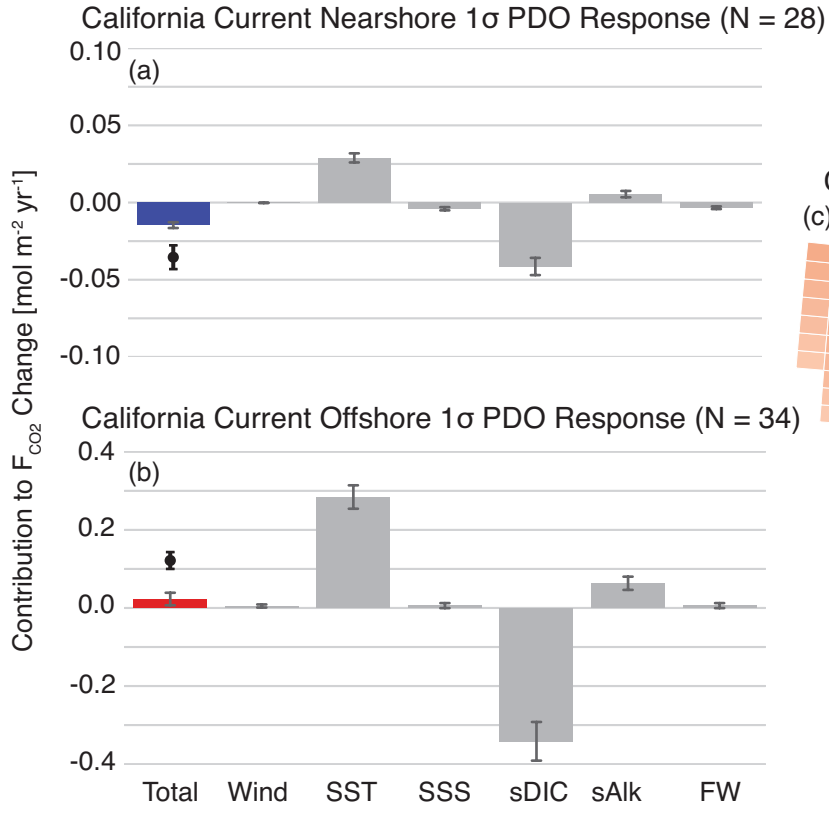 California Current Nearshore 1σ PDO Response (N = 28)
(a)
0.10
0.05
0.00
-0.05
-0.10
Contribution to F_CO2 Change [mol m-2 yr-1]
C
(c)
California Current Offshore 1σ PDO Response (N = 34)
(b)
0.4
0.2
0.0
-0.2
-0.4
Total Wind SST SSS sDIC sAlk FW